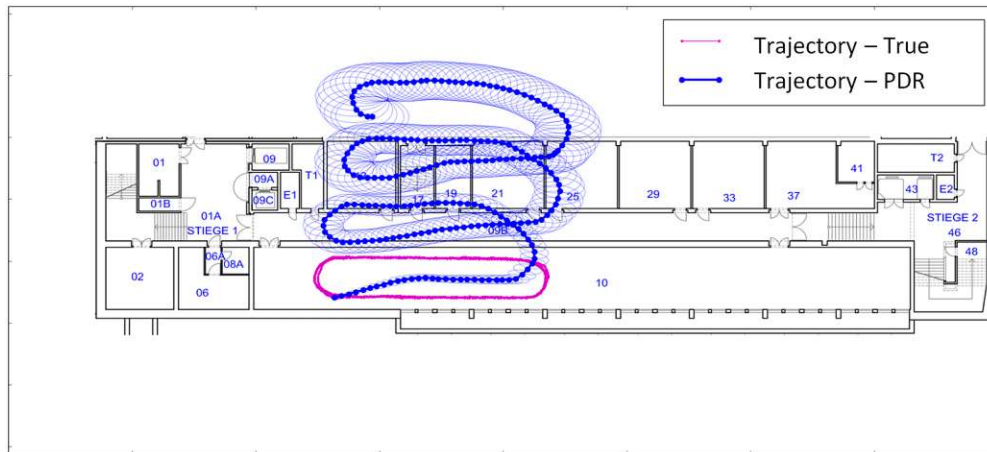 Trajectory – True
Trajectory – PDR
01
09
T1
41
T2
09A
E1
43
E2
01B
09C
17
19
21
25
29
33
37
01A
STIEGE 1
STIEGE 2
46
09B
06A
08A
48
02
06
10